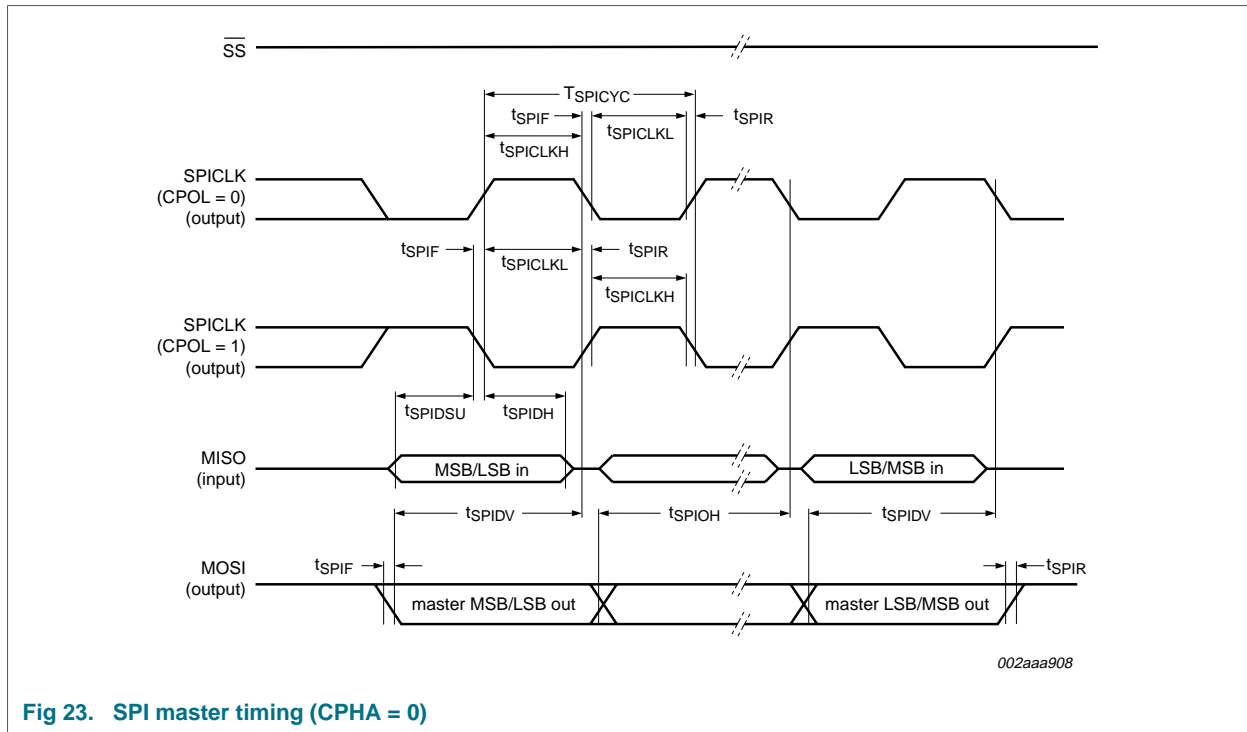 SS
TSPICYC
tSPIF
tSPICLKL
tSPIR
tSPICLKH
SPICLK
(CPOL = 0)
(output)
tSPIF
tSPICLKL
tSPIR
tSPICLKH
SPICLK
(CPOL = 1)
(output)
tSPIDSU
tSPIDH
MISO
(input)
MSB/LSB in
LSB/MSB in
tSPIDV
tSPIOH
tSPIDV
MOSI
(output)
tSPIF
tSPIR
master MSB/LSB out
master LSB/MSB out
002aaa908
Fig 23. SPI master timing (CPHA = 0)